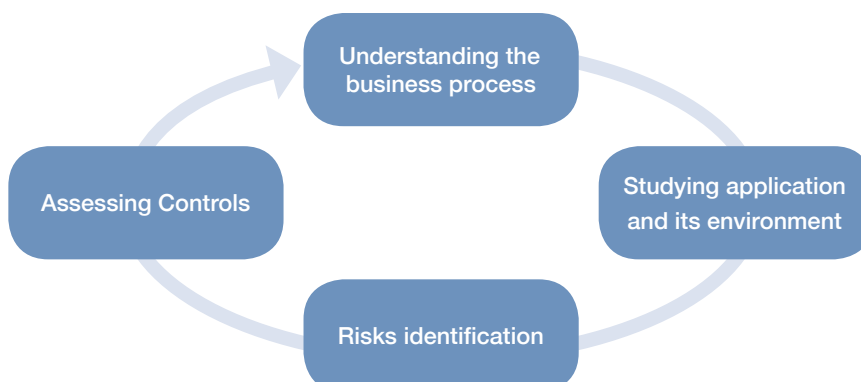 Understanding the
business process
Studying application
and its environment
Risks identification
Assessing Controls